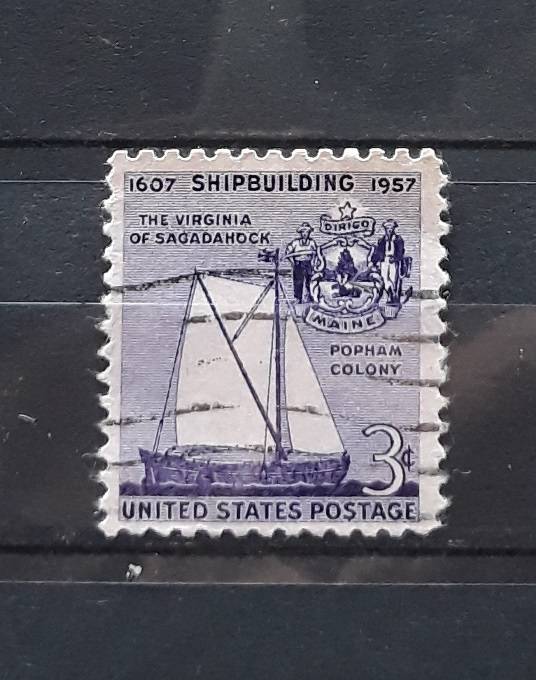 1607 SHIPBUILDING 1957
THE VIRGINIA
OF SAGADAHOCK
DIRIGO
MAINE
POPHAM
COLONY
3¢
UNITED STATES POSTAGE